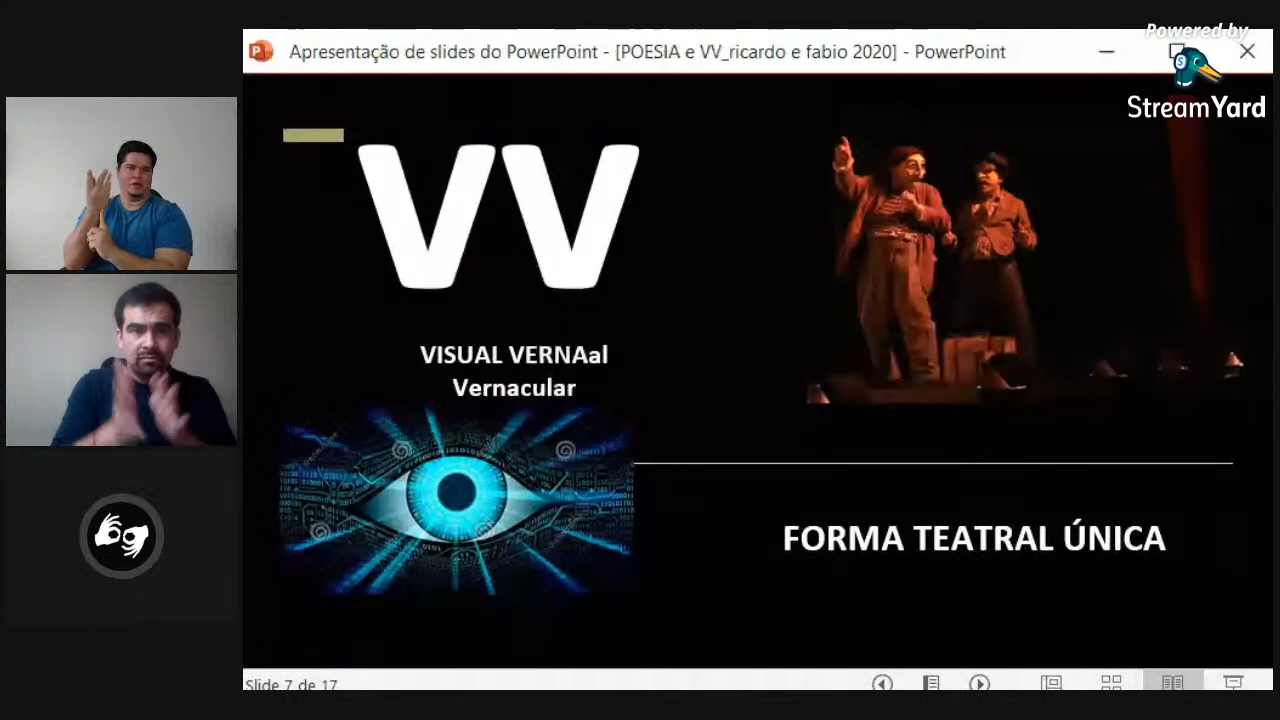 Powered by
StreamYard
Apresentação de slides do PowerPoint - [POESIA e VV_ricardo e fabio 2020] - PowerPoint
VV
VISUAL VERNAal
Vernacular
FORMA TEATRAL ÚNICA
Slide 7 de 17